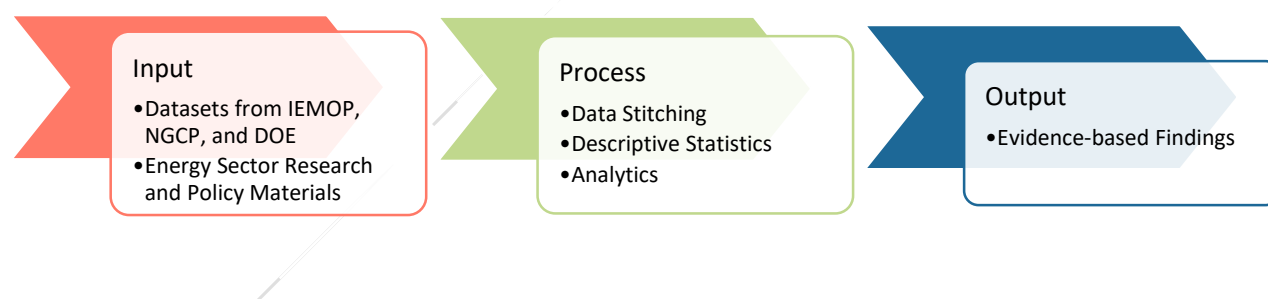 Input
•Datasets from IEMOP,
NGCP, and DOE
•Energy Sector Research
and Policy Materials
Process
•Data Stitching
•Descriptive Statistics
•Analytics
Output
•Evidence-based Findings